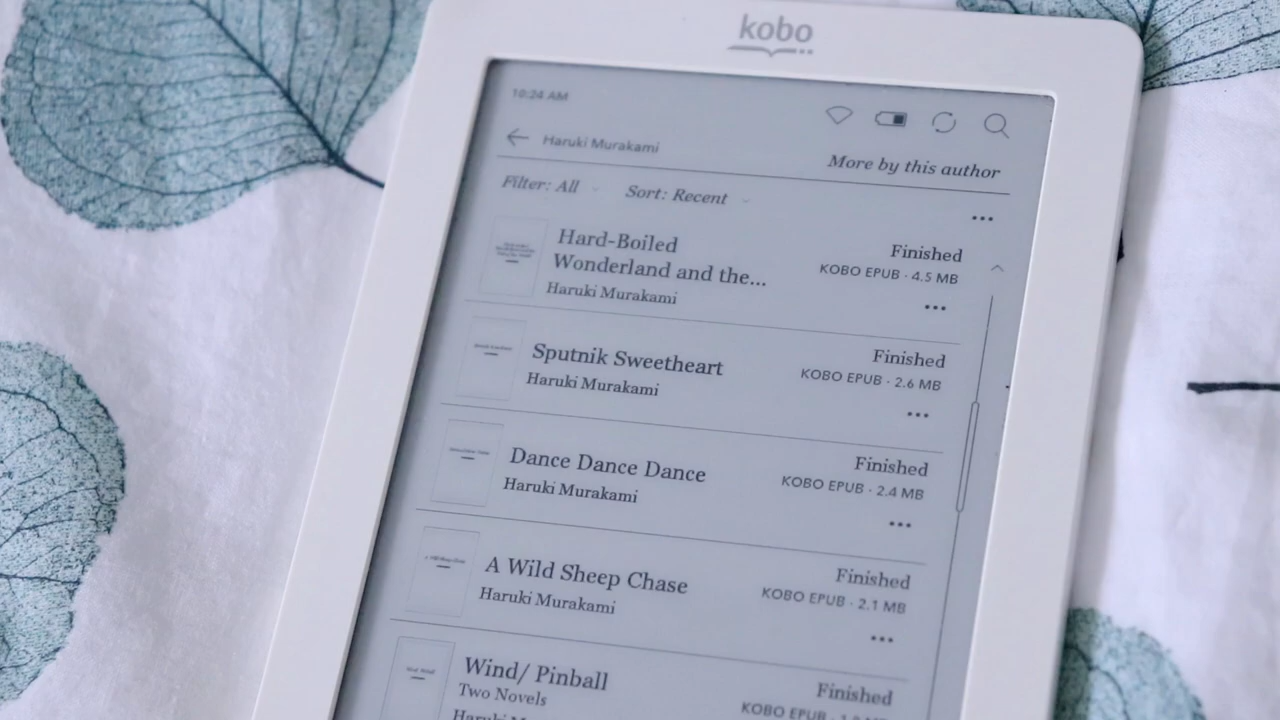 kobo
10:24 AM
Haruki Murakami
More by this author
Filter: All
Sort: Recent
Hard-Boiled
Wonderland and the...
Haruki Murakami
Finished
KOBO EPUB · 4.5 MB
Sputnik Sweetheart
Haruki Murakami
Finished
KOBO EPUB · 2.6 MB
Dance Dance Dance
Haruki Murakami
Finished
KOBO EPUB · 2.4 MB
A Wild Sheep Chase
Haruki Murakami
Finished
KOBO EPUB · 2.1 MB
Wind/ Pinball
Two Novels
Haruki
Finished
KOBO EPUB